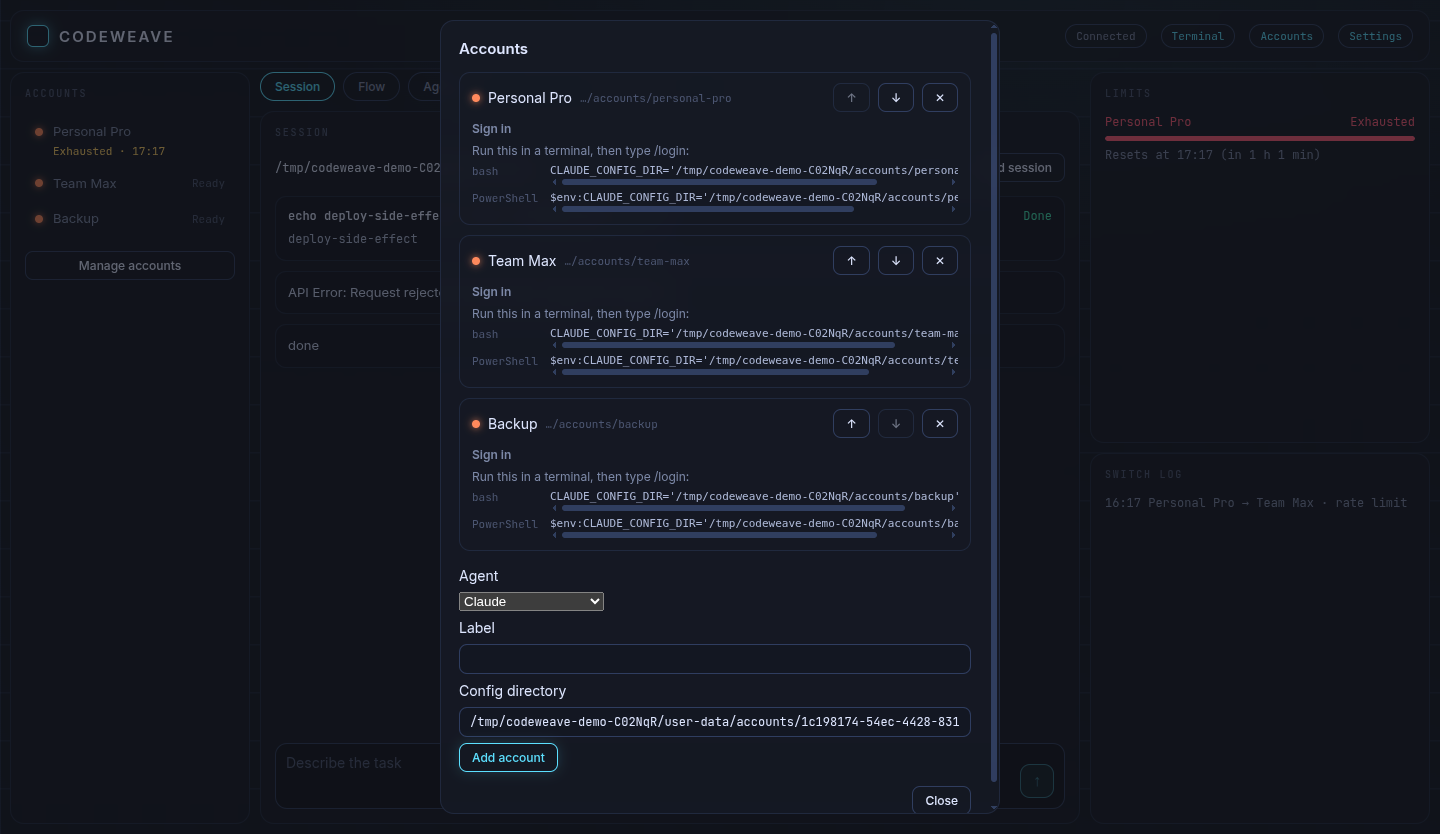 CODEWEAVE
Connected
Terminal
Accounts
Settings
ACCOUNTS
Personal Pro
Exhausted · 17:17
Team Max Ready
Backup Ready
Manage accounts
Session
Flow
Ag
SESSION
/tmp/codeweave-demo-C02
d session
echo deploy-side-effe
Done
deploy-side-effect
API Error: Request rejecte
done
Describe the task
↑
Accounts
Personal Pro …/accounts/personal-pro ↑ ↓ ✕
Sign in
Run this in a terminal, then type /login:
bash CLAUDE_CONFIG_DIR='/tmp/codeweave-demo-C02NqR/accounts/persona
PowerShell $env:CLAUDE_CONFIG_DIR='/tmp/codeweave-demo-C02NqR/accounts/pe
Team Max …/accounts/team-max ↑ ↓ ✕
Sign in
Run this in a terminal, then type /login:
bash CLAUDE_CONFIG_DIR='/tmp/codeweave-demo-C02NqR/accounts/team-ma
PowerShell $env:CLAUDE_CONFIG_DIR='/tmp/codeweave-demo-C02NqR/accounts/te
Backup …/accounts/backup ↑ ↓ ✕
Sign in
Run this in a terminal, then type /login:
bash CLAUDE_CONFIG_DIR='/tmp/codeweave-demo-C02NqR/accounts/backup'
PowerShell $env:CLAUDE_CONFIG_DIR='/tmp/codeweave-demo-C02NqR/accounts/ba
Agent
Claude
Label
Config directory
/tmp/codeweave-demo-C02NqR/user-data/accounts/1c198174-54ec-4428-831
Add account
Close
LIMITS
Personal Pro Exhausted
Resets at 17:17 (in 1 h 1 min)
SWITCH LOG
16:17 Personal Pro → Team Max · rate limit